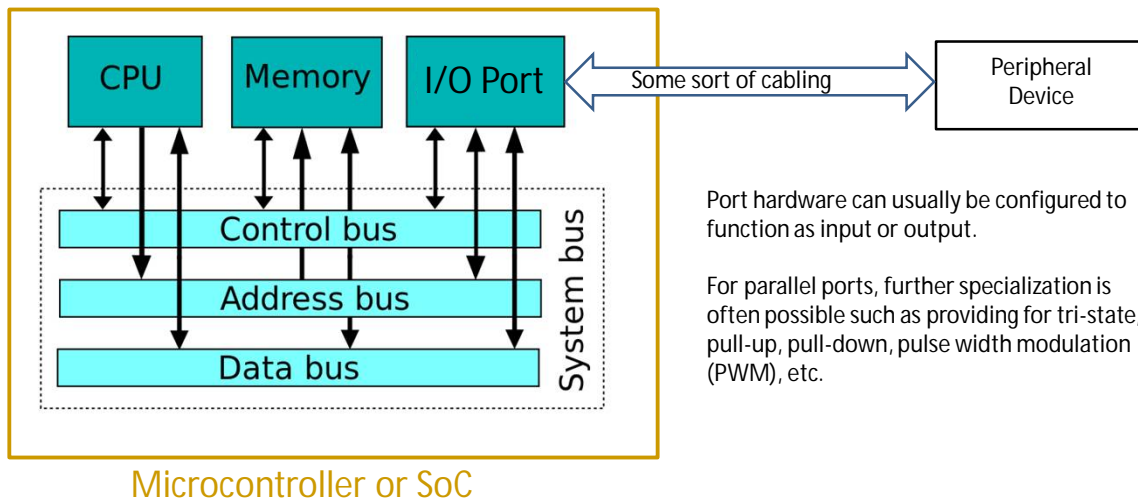 CPU
Memory
I/O Port
Some sort of cabling
Peripheral
Device
Control bus
Address bus
Data bus
System bus
Port hardware can usually be configured to
function as input or output.
For parallel ports, further specialization is
often possible such as providing for tri-state,
pull-up, pull-down, pulse width modulation
(PWM), etc.
Microcontroller or SoC